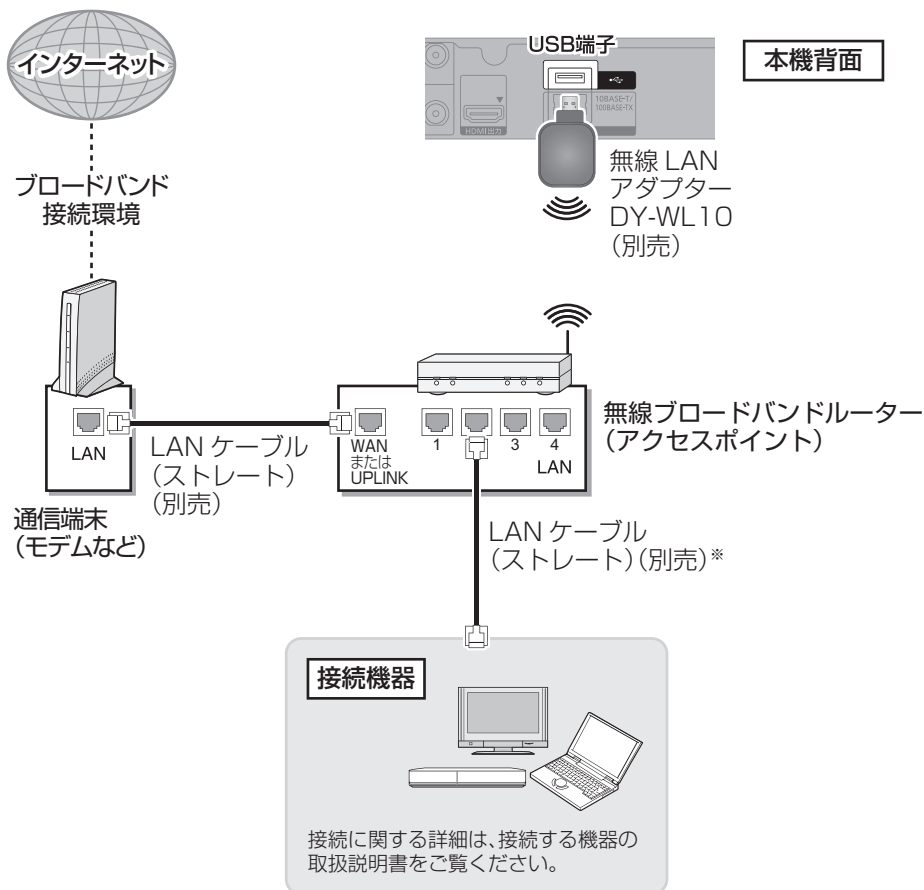 インターネット
USB端子
本機背面
10BASE-T/
100BASE-TX
HDMI出力
無線 LAN
アダプター
DY-WL10
（別売）
ブロードバンド
接続環境
LAN
LAN ケーブル
（ストレート）
（別売）
WAN
または
UPLINK
1
3
4
LAN
無線ブロードバンドルーター
（アクセスポイント）
通信端末
（モデムなど）
LAN ケーブル
（ストレート）（別売）※
接続機器
接続に関する詳細は、接続する機器の
取扱説明書をご覧ください。